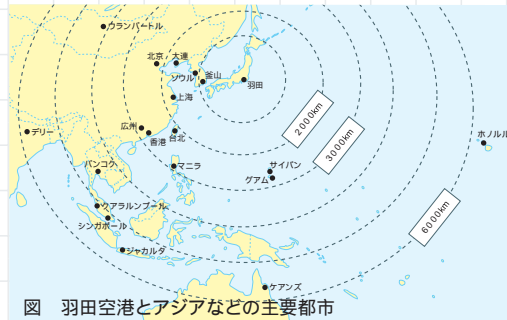 ウランバートル
北京
大連
ソウル
釜山
羽田
上海
広州
香港
台北
デリー
バンコク
マニラ
サイパン
グアム
ホノルル
クアラルンプール
シンガポール
ジャカルタ
ケアンズ
2000km
3000km
6000km
図 羽田空港とアジアなどの主要都市